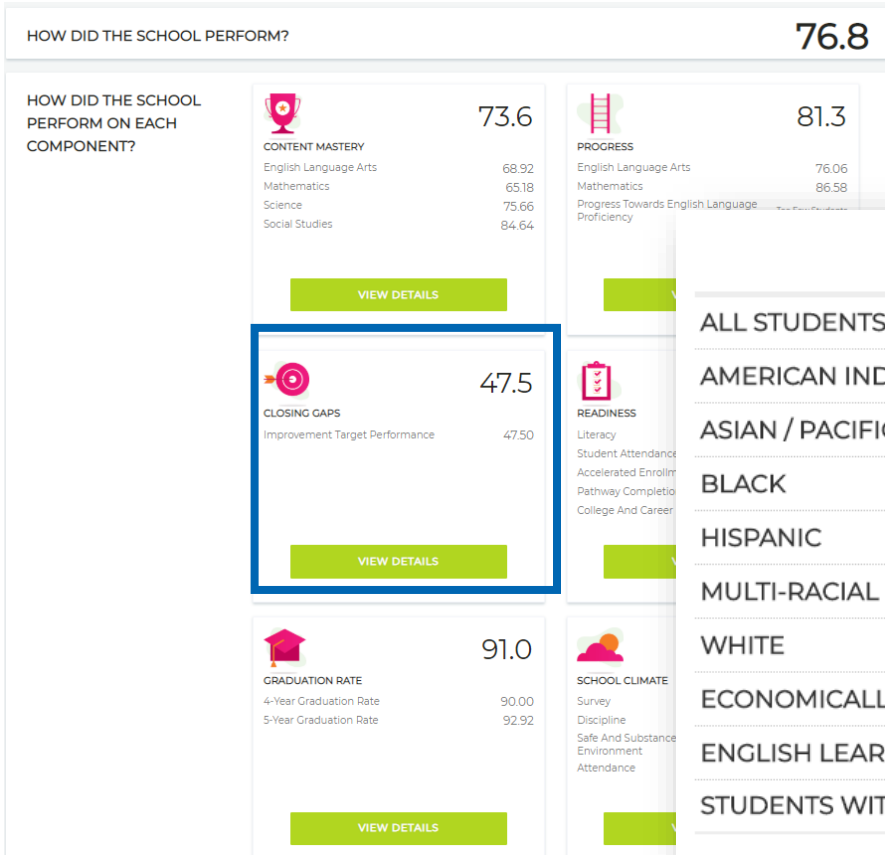 HOW DID THE SCHOOL PERFORM?
76.8
HOW DID THE SCHOOL
PERFORM ON EACH
COMPONENT?
73.6
CONTENT MASTERY
English Language Arts 68.92
Mathematics 65.18
Science 75.66
Social Studies 84.64
VIEW DETAILS
81.3
PROGRESS
English Language Arts 76.06
Mathematics 86.58
Progress Towards English Language
Proficiency
47.5
CLOSING GAPS
Improvement Target Performance 47.50
VIEW DETAILS
READINESS
Literacy
Student Attendance
Accelerated Enrollm
Pathway Completio
College And Career
91.0
GRADUATION RATE
4-Year Graduation Rate 90.00
5-Year Graduation Rate 92.92
VIEW DETAILS
SCHOOL CLIMATE
Survey
Discipline
Safe And Substance
Environment
Attendance
ALL STUDENTS
AMERICAN IND
ASIAN / PACIFI
BLACK
HISPANIC
MULTI-RACIAL
WHITE
ECONOMICALL
ENGLISH LEAR
STUDENTS WIT